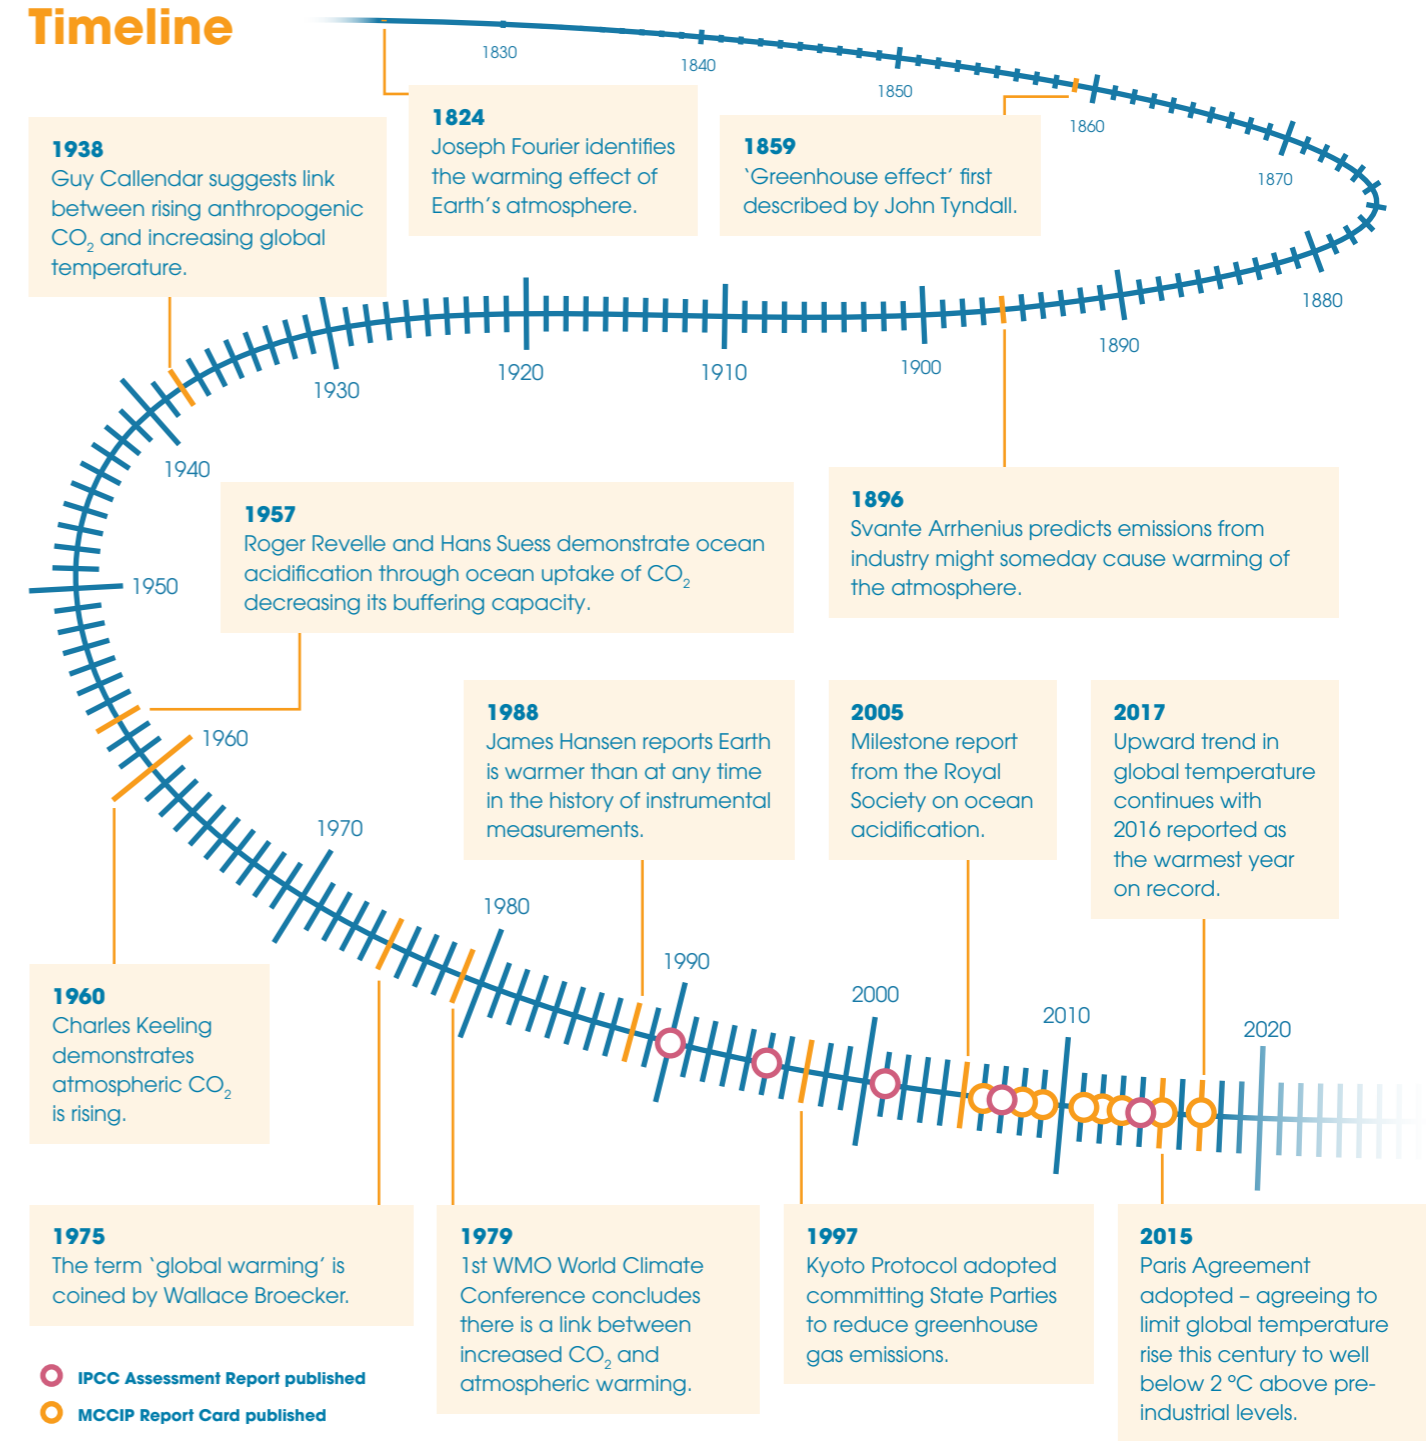 Timeline
1830
1840
1850
1860
1870
1880
1890
1900
1910
1920
1930
1940
1950
1960
1970
1980
1990
2000
2010
2020
1824
Joseph Fourier identifies
the warming effect of
Earth's atmosphere.
1859
‘Greenhouse effect’ first
described by John Tyndall.
1938
Guy Callendar suggests link
between rising anthropogenic
CO₂ and increasing global
temperature.
1896
Svante Arrhenius predicts emissions from
industry might someday cause warming of
the atmosphere.
1957
Roger Revelle and Hans Suess demonstrate ocean
acidification through ocean uptake of CO₂
decreasing its buffering capacity.
1988
James Hansen reports Earth
is warmer than at any time
in the history of instrumental
measurements.
2005
Milestone report
from the Royal
Society on ocean
acidification.
2017
Upward trend in
global temperature
continues with
2016 reported as
the warmest year
on record.
1960
Charles Keeling
demonstrates
atmospheric CO₂
is rising.
1975
The term ‘global warming’ is
coined by Wallace Broecker.
1979
1st WMO World Climate
Conference concludes
there is a link between
increased CO₂ and
atmospheric warming.
1997
Kyoto Protocol adopted
committing State Parties
to reduce greenhouse
gas emissions.
2015
Paris Agreement
adopted – agreeing to
limit global temperature
rise this century to well
below 2 ºC above pre-
industrial levels.
IPCC Assessment Report published
MCCIP Report Card published